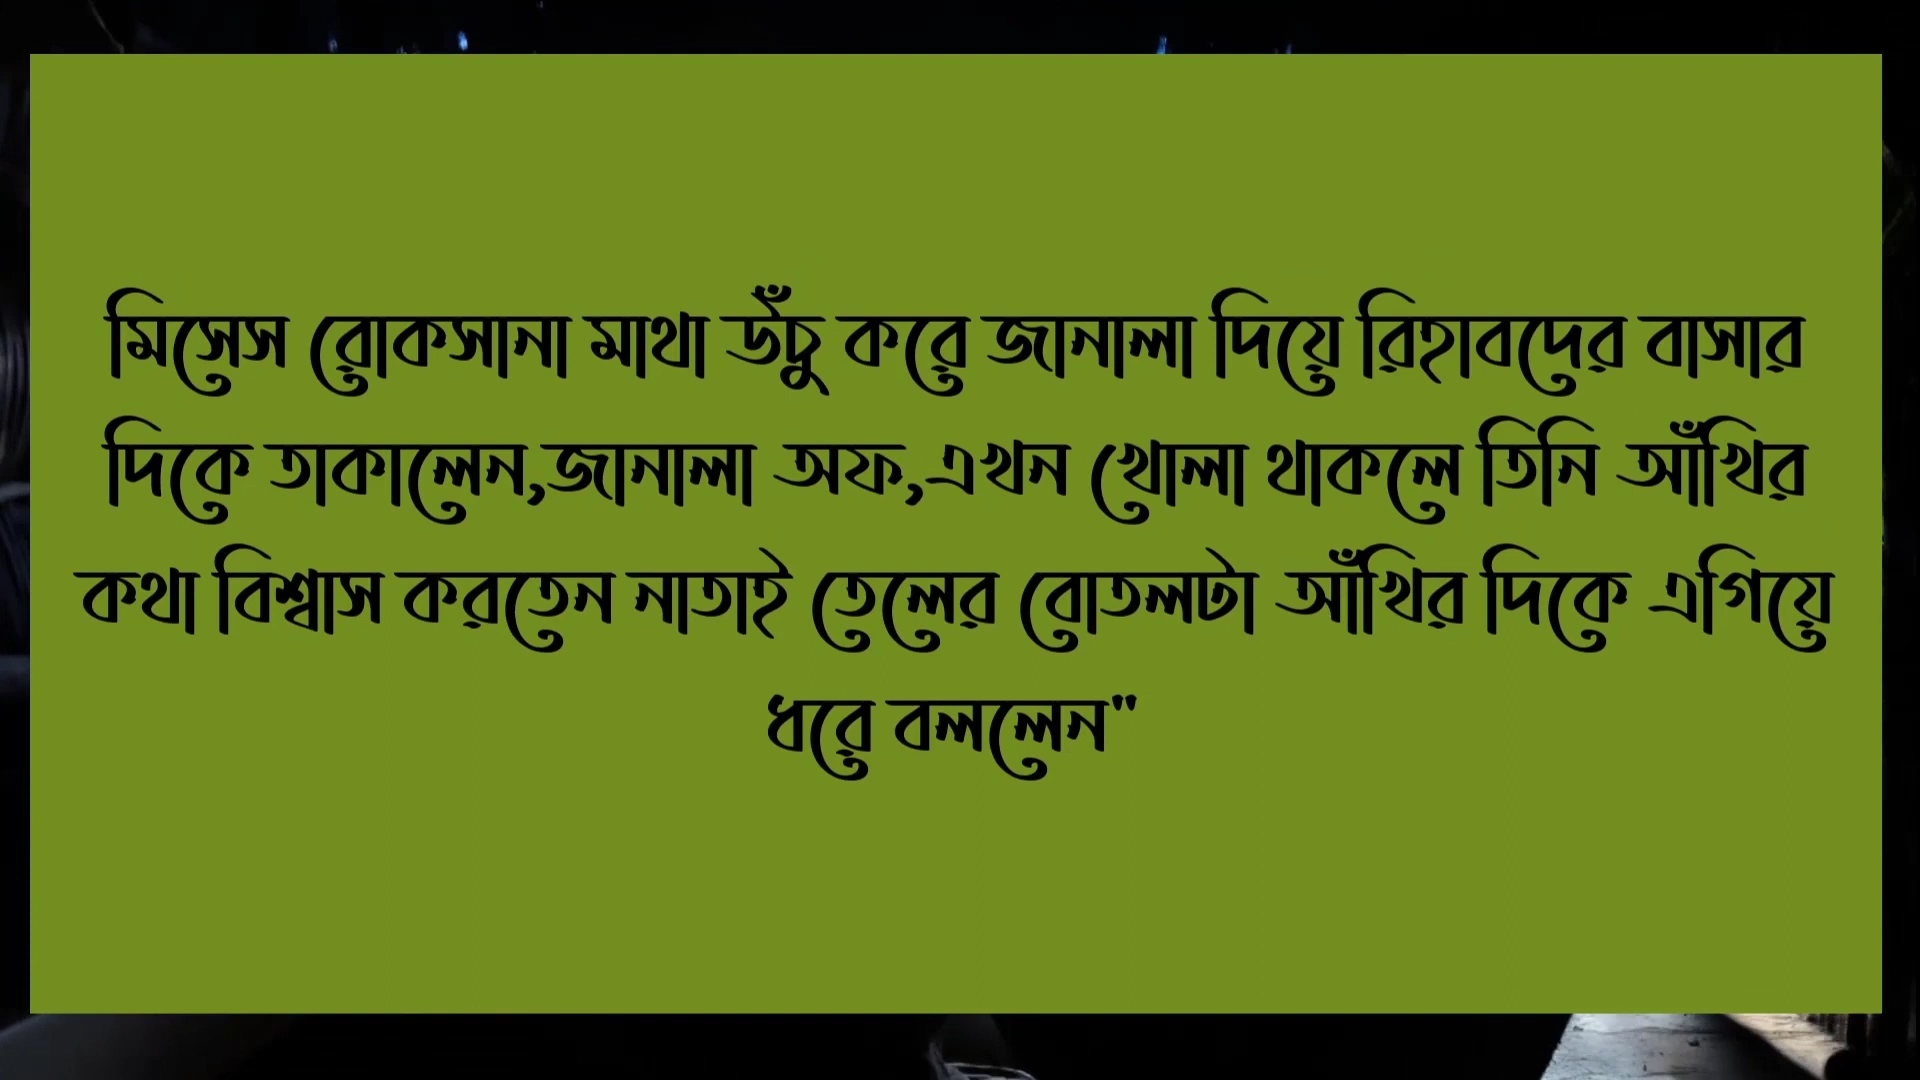 মিসেস রোকসানা মাথা উঁচু করে জানালা দিয়ে রিহাবদের বাসার
দিকে তাকালেন,জানালা অফ,এখন খোলা থাকলে তিনি আঁখির
কথা বিশ্বাস করতেন নাতাই তেলের বোতলটা আঁখির দিকে এগিয়ে
ধরে বললেন"